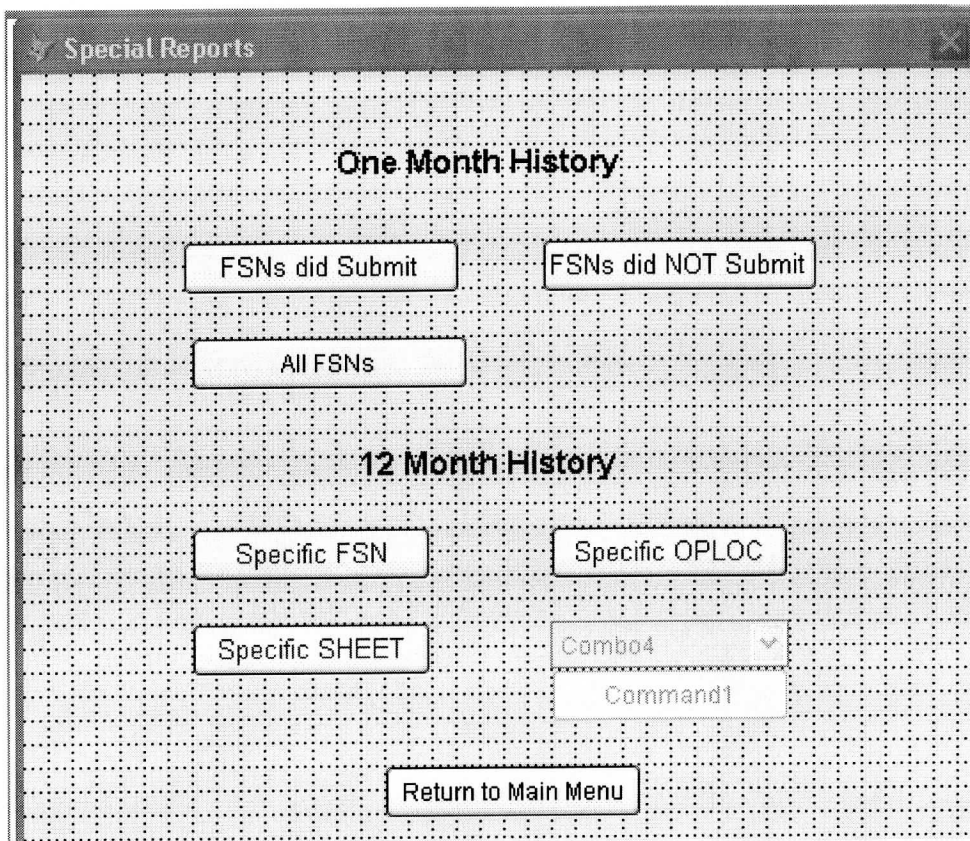 Special Reports
One Month History
FSNs did Submit
FSNs did NOT Submit
All FSNs
12 Month History
Specific FSN
Specific OPLOC
Specific SHEET
Combo4
Command1
Return to Main Menu